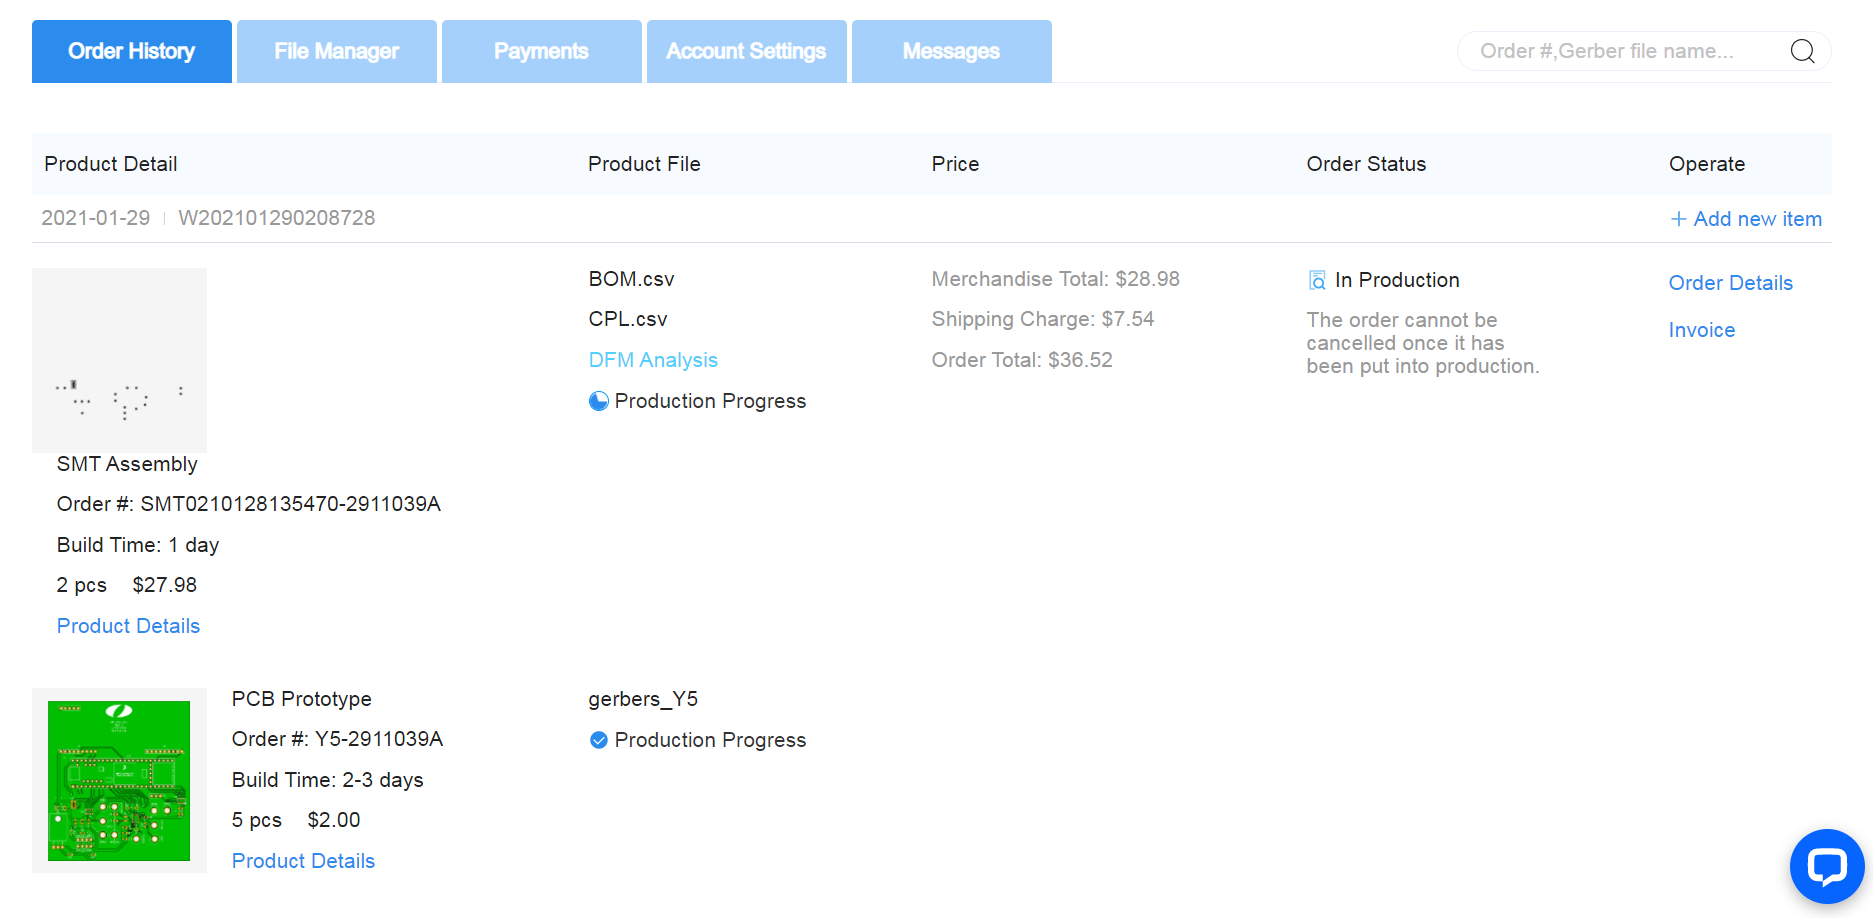 Order History
File Manager
Payments
Account Settings
Messages
Order #,Gerber file name...
Product Detail
Product File
Price
Order Status
Operate
2021-01-29
W202101290208728
+ Add new item
BOM.csv
CPL.csv
DFM Analysis
Production Progress
Merchandise Total: $28.98
Shipping Charge: $7.54
Order Total: $36.52
In Production
The order cannot be
cancelled once it has
been put into production.
Order Details
Invoice
SMT Assembly
Order #: SMT0210128135470-2911039A
Build Time: 1 day
2 pcs $27.98
Product Details
PCB Prototype
Order #: Y5-2911039A
Build Time: 2-3 days
5 pcs $2.00
Product Details
gerbers_Y5
Production Progress